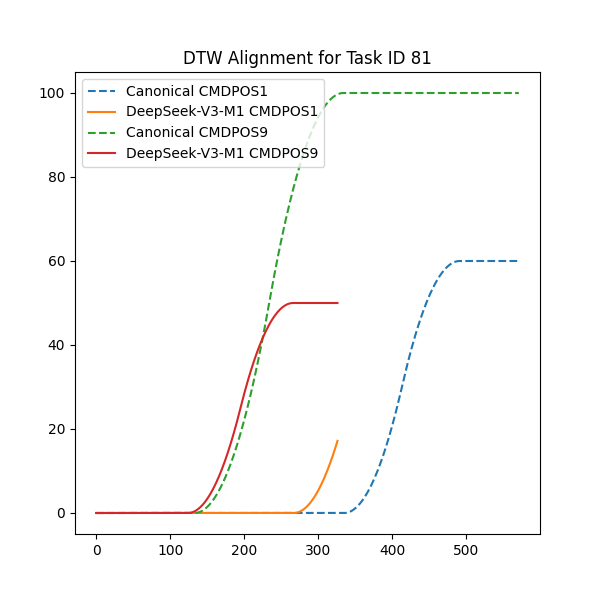 DTW Alignment for Task ID 81
Canonical CMDPOS1
DeepSeek-V3-M1 CMDPOS1
Canonical CMDPOS9
DeepSeek-V3-M1 CMDPOS9
100
80
60
40
20
0
0 100 200 300 400 500